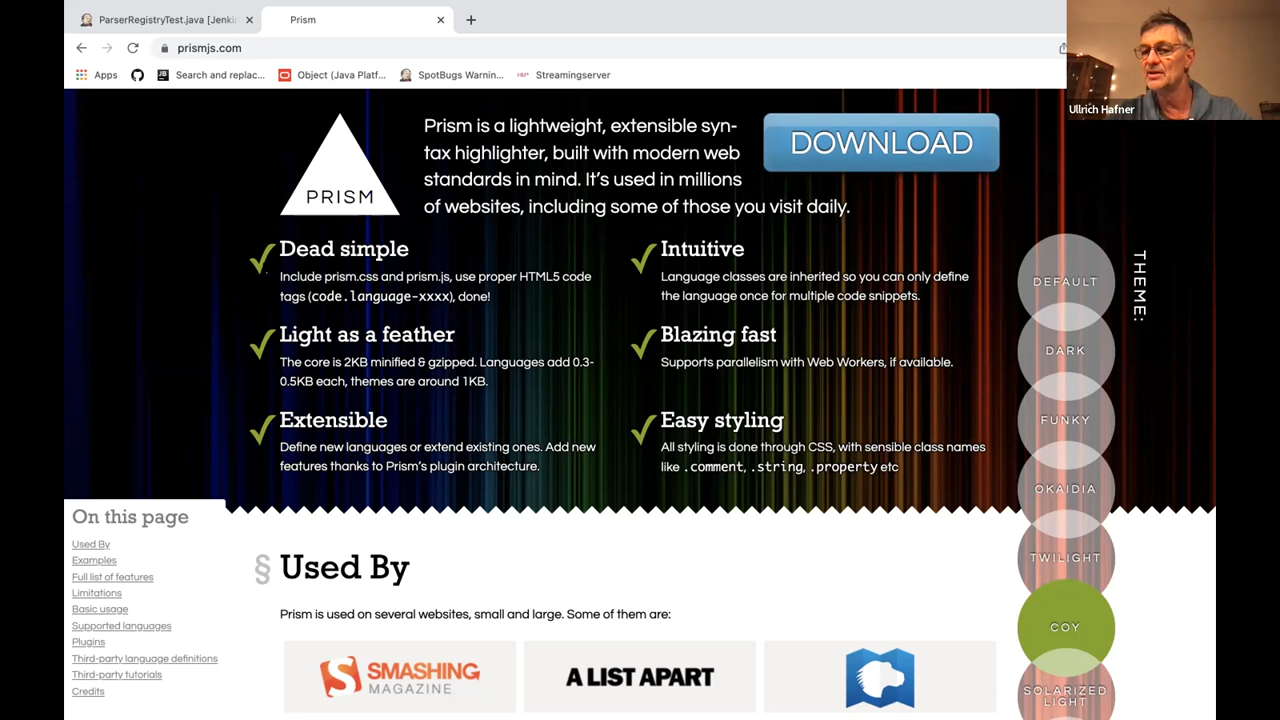 ParserRegistryTest.java [Jenki
Prism
prismjs.com
Apps
Search and replac...
Object (Java Platf...
SpotBugs Warnin...
Streamingserver
Ullrich Hafner
PRISM
Prism is a lightweight, extensible syn-
tax highlighter, built with modern web
standards in mind. It’s used in millions
of websites, including some of those you visit daily.
DOWNLOAD
Dead simple
Include prism.css and prism.js, use proper HTML5 code
tags (code.language-xxxx), done!
Intuitive
Language classes are inherited so you can only define
the language once for multiple code snippets.
Light as a feather
The core is 2KB minified & gzipped. Languages add 0.3-
0.5KB each, themes are around 1KB.
Blazing fast
Supports parallelism with Web Workers, if available.
Extensible
Define new languages or extend existing ones. Add new
features thanks to Prism’s plugin architecture.
Easy styling
All styling is done through CSS, with sensible class names
like .comment, .string, .property etc
THEME:
DEFAULT
DARK
FUNKY
OKAIDIA
TWILIGHT
COY
SOLARIZED
LIGHT
On this page
Used By
Examples
Full list of features
Limitations
Basic usage
Supported languages
Plugins
Third-party language definitions
Third-party tutorials
Credits
§ Used By
Prism is used on several websites, small and large. Some of them are:
SMASHING
MAGAZINE
A LIST APART